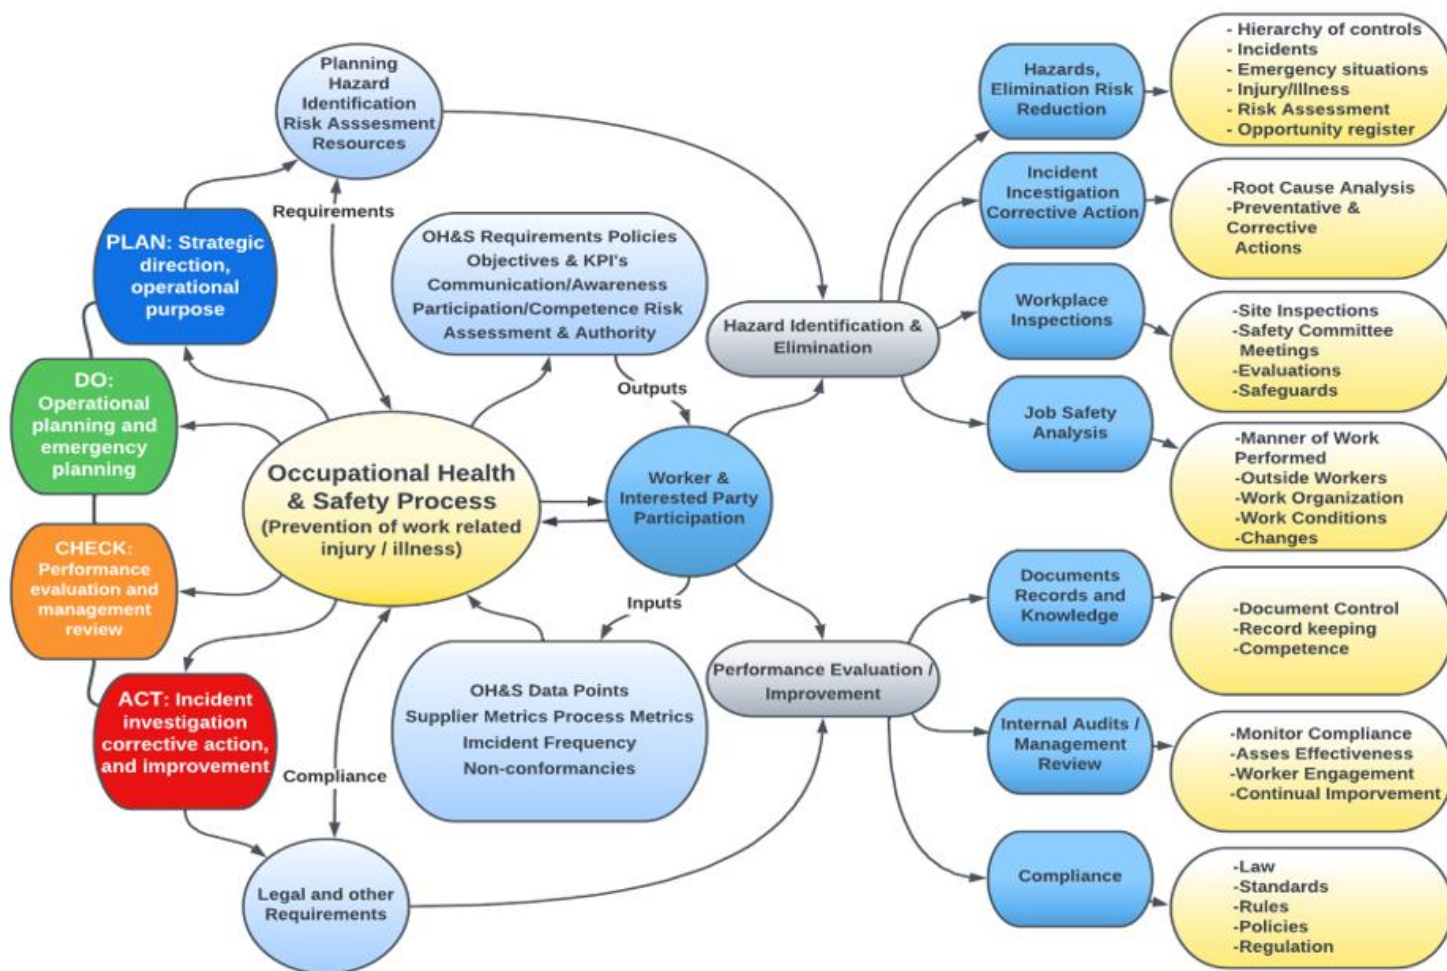 Planning
Hazard
Identification
Risk Asssesment
Resources
Requirements
PLAN: Strategic
direction,
operational
purpose
DO:
Operational
planning and
emergency
planning
CHECK:
Performance
evaluation and
management
review
ACT: Incident
investigation
corrective action,
and improvement
Occupational Health
& Safety Process
(Prevention of work related
injury / illness)
Compliance
Legal and other
Requirements
OH&S Requirements Policies
Objectives & KPI's
Communication/Awareness
Participation/Competence Risk
Assessment & Authority
Outputs
Worker &
Interested Party
Participation
Inputs
OH&S Data Points
Supplier Metrics Process Metrics
Imcident Frequency
Non-conformancies
Hazard Identification &
Elimination
Performance Evaluation /
Improvement
Hazards,
Elimination Risk
Reduction
- Hierarchy of controls
- Incidents
- Emergency situations
- Injury/Illness
- Risk Assessment
- Opportunity register
Incident
Incestigation
Corrective Action
-Root Cause Analysis
-Preventative &
Corrective
Actions
Workplace
Inspections
-Site Inspections
-Safety Committee
Meetings
-Evaluations
-Safeguards
Job Safety
Analysis
-Manner of Work
Performed
-Outside Workers
-Work Organization
-Work Conditions
-Changes
Documents
Records and
Knowledge
-Document Control
-Record keeping
-Competence
Internal Audits /
Management
Review
-Monitor Compliance
-Asses Effectiveness
-Worker Engagement
-Continual Imporvement
Compliance
-Law
-Standards
-Rules
-Policies
-Regulation